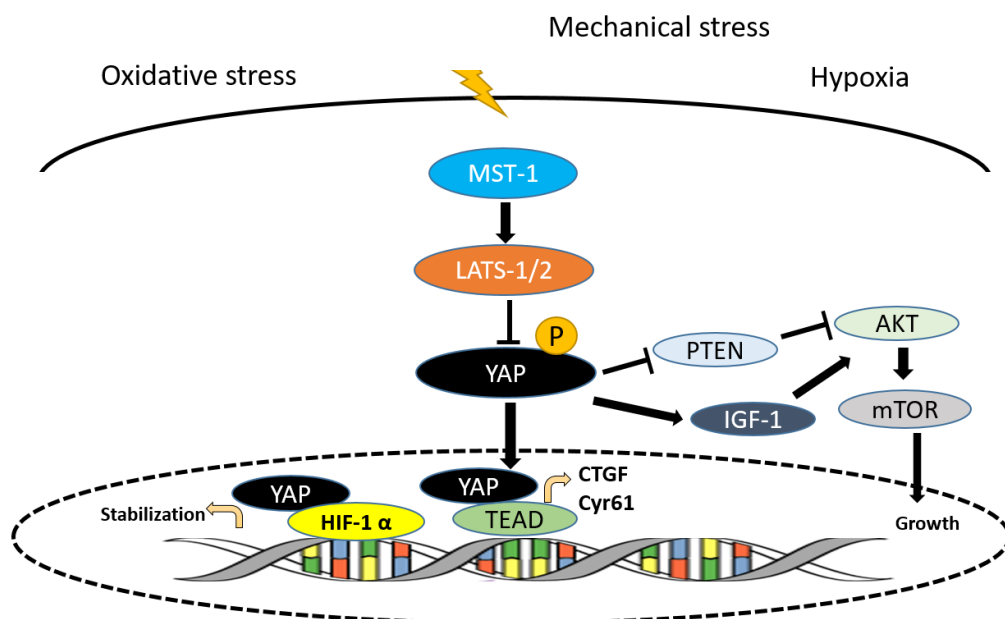 Mechanical stress
Oxidative stress
Hypoxia
MST-1
LATS-1/2
P
YAP
PTEN
AKT
IGF-1
mTOR
YAP
HIF-1 α
Stabilization
YAP
TEAD
CTGF
Cyr61
Growth